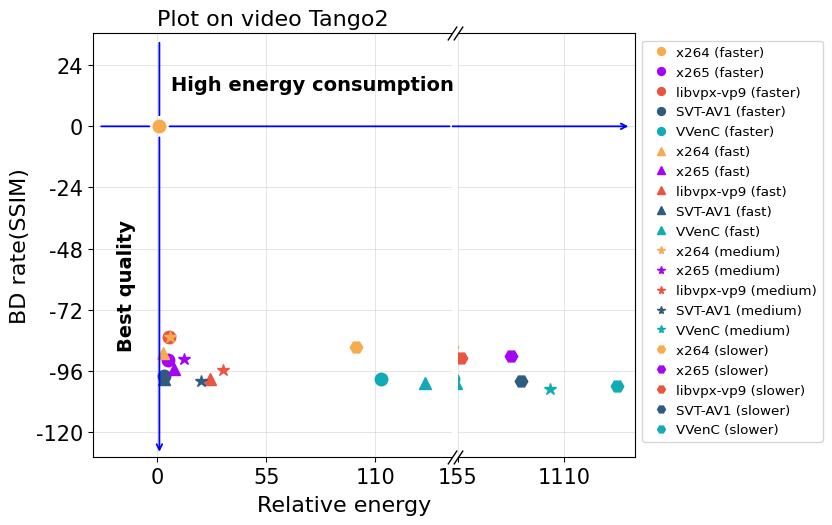 Plot on video Tango2
24
0
-24
-48
-72
-96
-120
BD rate(SSIM)
High energy consumption
Best quality
0
55
110
155
1110
Relative energy
x264 (faster)
x265 (faster)
libvpx-vp9 (faster)
SVT-AV1 (faster)
VVenC (faster)
x264 (fast)
x265 (fast)
libvpx-vp9 (fast)
SVT-AV1 (fast)
VVenC (fast)
x264 (medium)
x265 (medium)
libvpx-vp9 (medium)
SVT-AV1 (medium)
VVenC (medium)
x264 (slower)
x265 (slower)
libvpx-vp9 (slower)
SVT-AV1 (slower)
VVenC (slower)